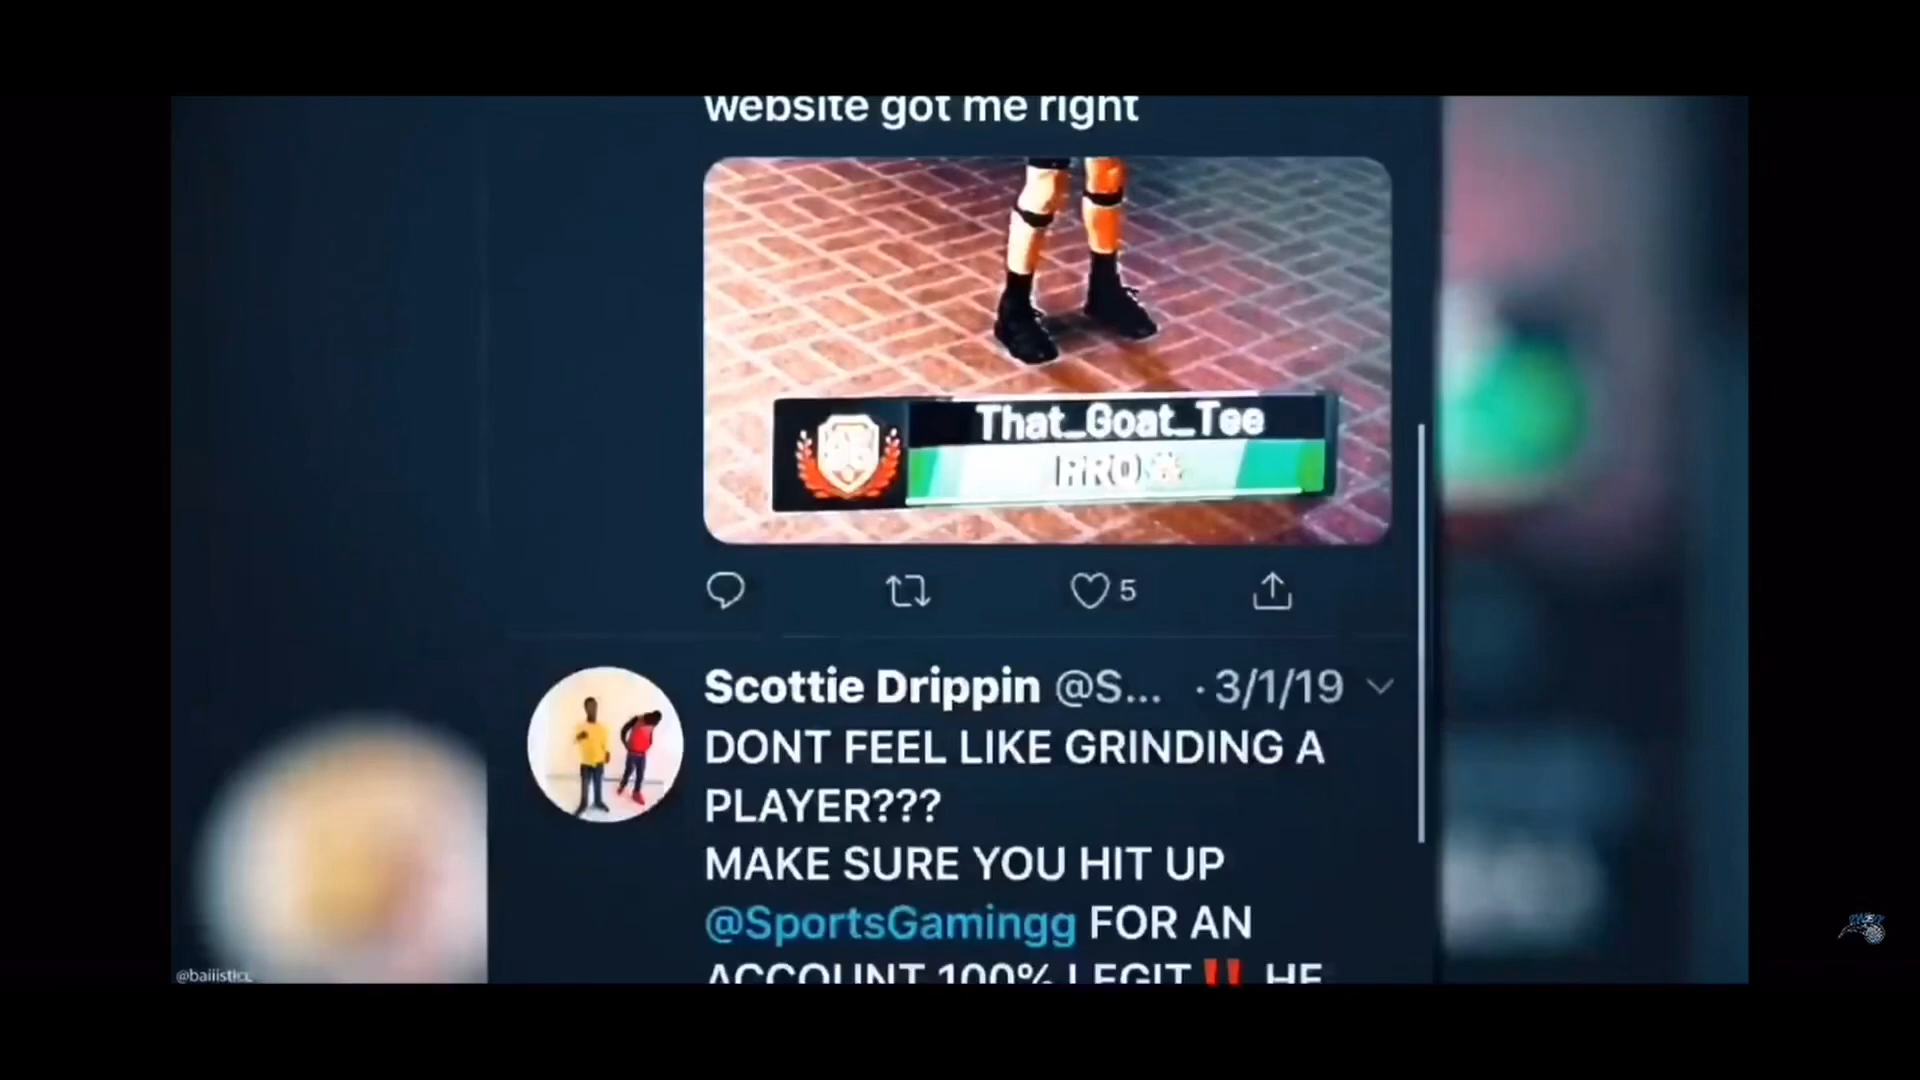 website got me right
That_Goat_Tee
PRO
5
Scottie Drippin @S... · 3/1/19
DONT FEEL LIKE GRINDING A
PLAYER???
MAKE SURE YOU HIT UP
@SportsGamingg FOR AN
ACCOUNT 100% LEGIT‼️ HE